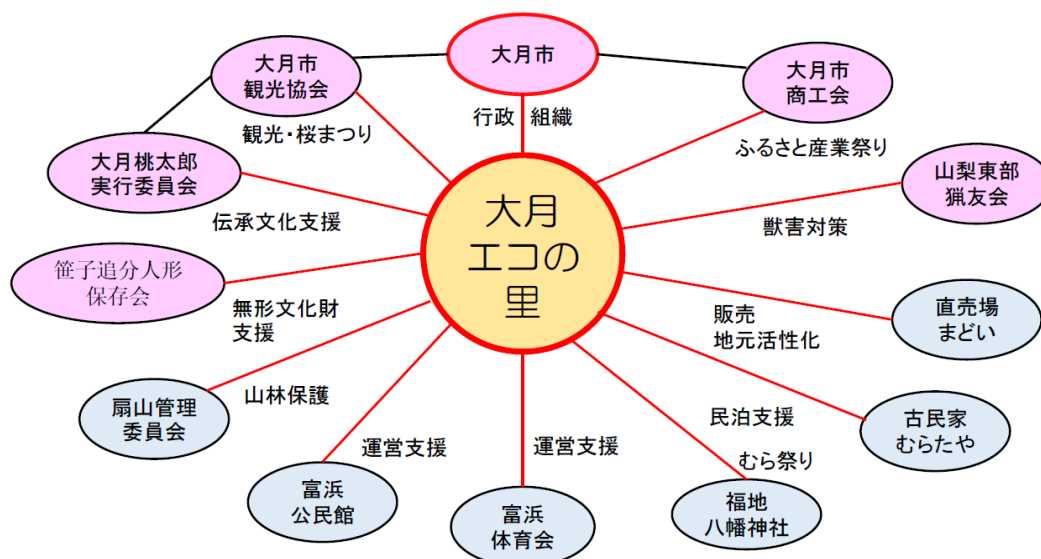 大月市
大月市
観光協会
大月市
商工会
行政 組織
観光・桜まつり
ふるさと産業祭り
大月桃太郎
実行委員会
山梨東部
猟友会
大月
エコの
里
伝承文化支援
獣害対策
笹子追分人形
保存会
無形文化財
支援
直売場
まどい
販売
地元活性化
扇山管理
委員会
山林保護
古民家
むらたや
民泊支援
運営支援
運営支援
むら祭り
富浜
公民館
富浜
体育会
福地
八幡神社